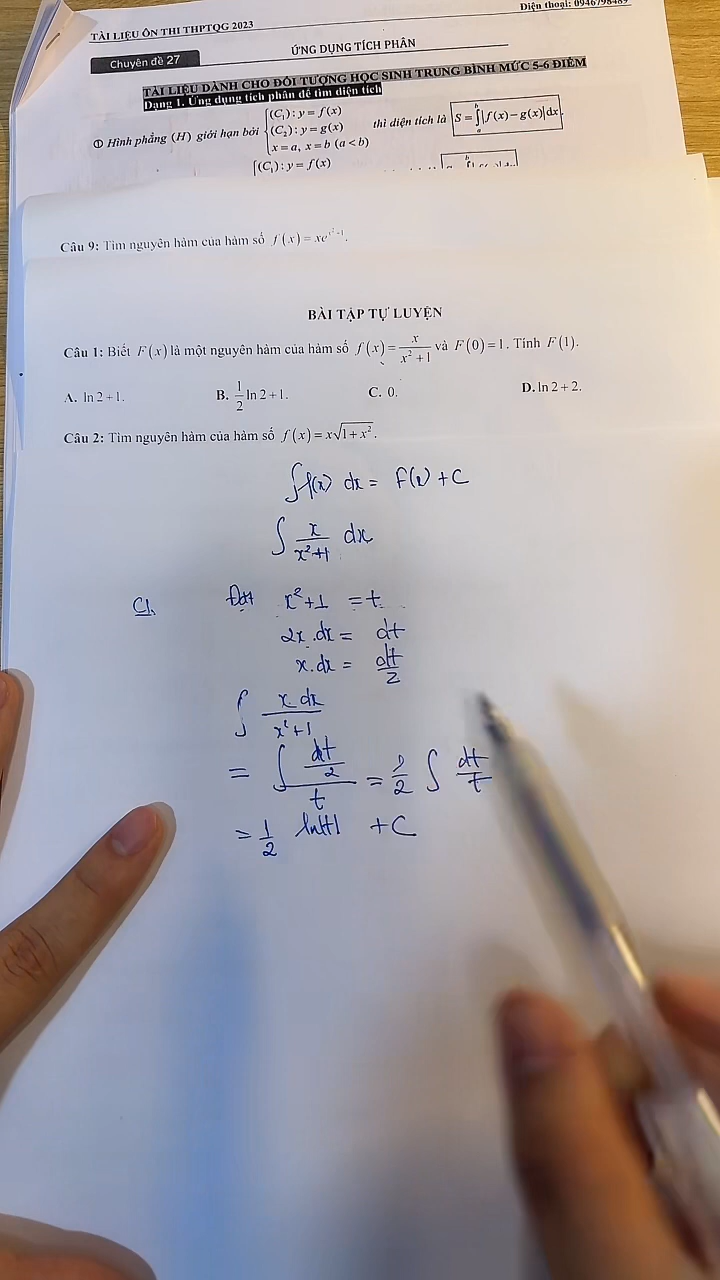 Điện thoại: 0946798489
TÀI LIỆU ÔN THI THPTQG 2023
Chuyên đề 27
ỨNG DỤNG TÍCH PHÂN
TÀI LIỆU DÀNH CHO ĐỐI TƯỢNG HỌC SINH TRUNG BÌNH MỨC 5-6 ĐIỂM
Dạng 1. Ứng dụng tích phân để tìm diện tích
① Hình phẳng (H) giới hạn bởi { (C₁): y = f(x)
(C₂): y = g(x)
x = a, x = b (a < b)
thì diện tích là S = ∫ₐᵇ |f(x) − g(x)| dx.
(C₁): y = f(x)
Câu 9: Tìm nguyên hàm của hàm số f(x) = xe^(x²+1).
BÀI TẬP TỰ LUYỆN
Câu 1: Biết F(x) là một nguyên hàm của hàm số f(x) = x/(x²+1) và F(0) = 1. Tính F(1).
A. ln 2 + 1. B. 1/2 ln 2 + 1. C. 0. D. ln 2 + 2.
Câu 2: Tìm nguyên hàm của hàm số f(x) = x√(1+x²).
∫f(x) dx = F(x) + C
∫ x/(x²+1) dx
C1. Đặt x²+1 = t
2x.dx = dt
x.dx = dt/2
∫ x.dx/(x²+1)
= ∫ (dt/2)/t = 1/2 ∫ dt/t
= 1/2 ln|t| + C